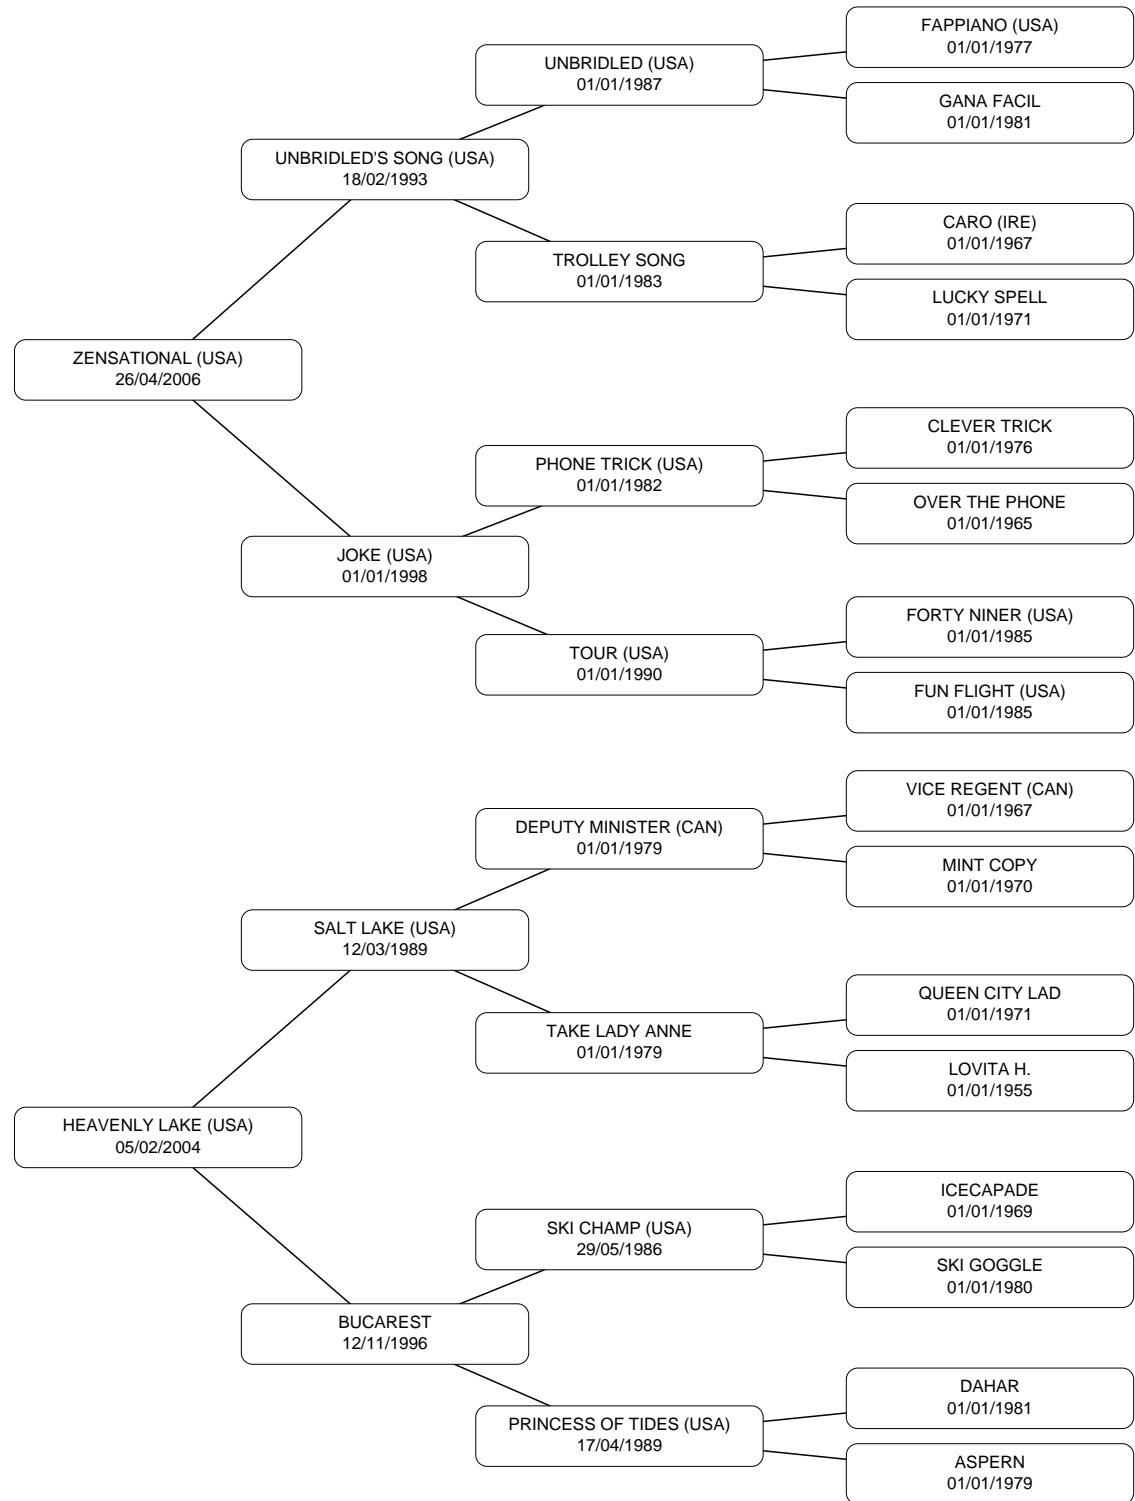 FAPPIANO (USA)
01/01/1977
UNBRIDLED (USA)
01/01/1987
GANA FACIL
01/01/1981
UNBRIDLED'S SONG (USA)
18/02/1993
CARO (IRE)
01/01/1967
TROLLEY SONG
01/01/1983
LUCKY SPELL
01/01/1971
ZENSATIONAL (USA)
26/04/2006
CLEVER TRICK
01/01/1976
PHONE TRICK (USA)
01/01/1982
OVER THE PHONE
01/01/1965
JOKE (USA)
01/01/1998
FORTY NINER (USA)
01/01/1985
TOUR (USA)
01/01/1990
FUN FLIGHT (USA)
01/01/1985
VICE REGENT (CAN)
01/01/1967
DEPUTY MINISTER (CAN)
01/01/1979
MINT COPY
01/01/1970
SALT LAKE (USA)
12/03/1989
QUEEN CITY LAD
01/01/1971
TAKE LADY ANNE
01/01/1979
LOVITA H.
01/01/1955
HEAVENLY LAKE (USA)
05/02/2004
ICECAPADE
01/01/1969
SKI CHAMP (USA)
29/05/1986
SKI GOGGLE
01/01/1980
BUCAREST
12/11/1996
DAHAR
01/01/1981
PRINCESS OF TIDES (USA)
17/04/1989
ASPERN
01/01/1979